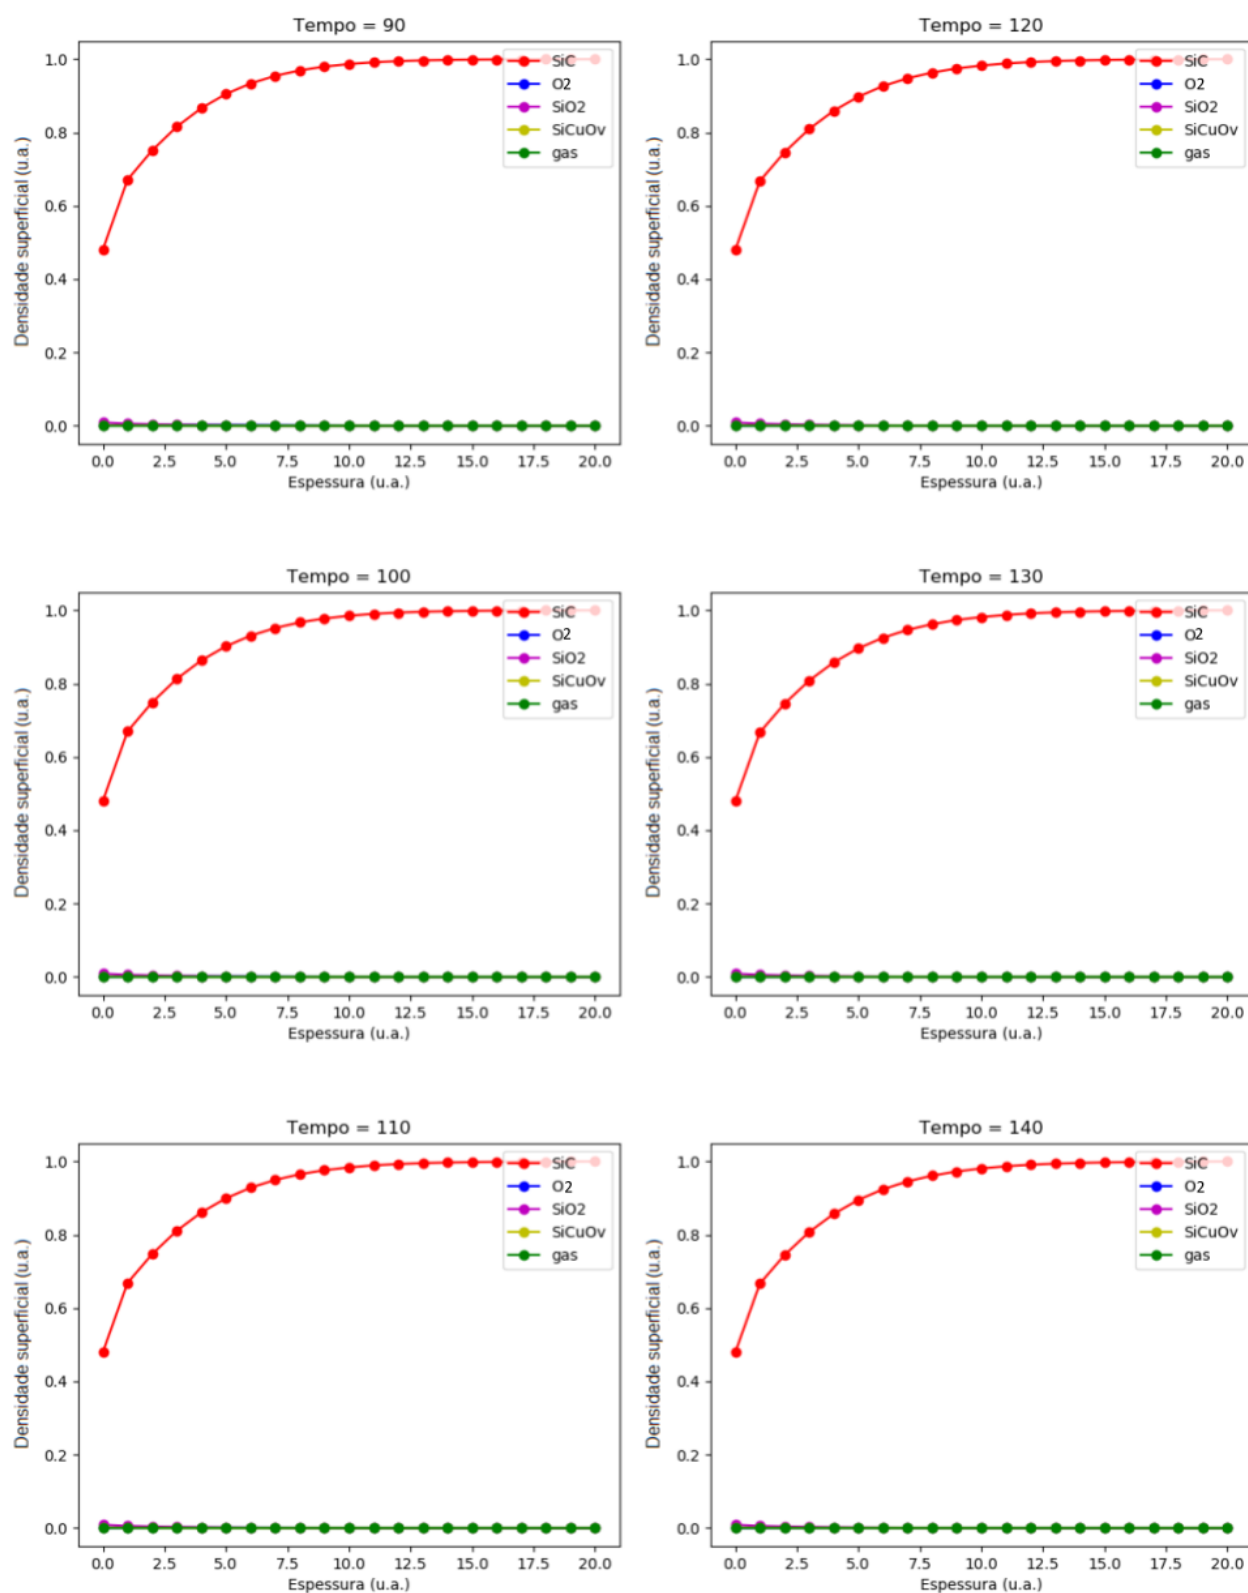 Tempo = 90
Densidade superficial (u.a.)
1.0
0.8
0.6
0.4
0.2
0.0
SiC
O2
SiO2
SiCuOv
gas
0.0 2.5 5.0 7.5 10.0 12.5 15.0 17.5 20.0
Espessura (u.a.)
Tempo = 120
Densidade superficial (u.a.)
1.0
0.8
0.6
0.4
0.2
0.0
SiC
O2
SiO2
SiCuOv
gas
0.0 2.5 5.0 7.5 10.0 12.5 15.0 17.5 20.0
Espessura (u.a.)
Tempo = 100
Densidade superficial (u.a.)
1.0
0.8
0.6
0.4
0.2
0.0
SiC
O2
SiO2
SiCuOv
gas
0.0 2.5 5.0 7.5 10.0 12.5 15.0 17.5 20.0
Espessura (u.a.)
Tempo = 130
Densidade superficial (u.a.)
1.0
0.8
0.6
0.4
0.2
0.0
SiC
O2
SiO2
SiCuOv
gas
0.0 2.5 5.0 7.5 10.0 12.5 15.0 17.5 20.0
Espessura (u.a.)
Tempo = 110
Densidade superficial (u.a.)
1.0
0.8
0.6
0.4
0.2
0.0
SiC
O2
SiO2
SiCuOv
gas
0.0 2.5 5.0 7.5 10.0 12.5 15.0 17.5 20.0
Espessura (u.a.)
Tempo = 140
Densidade superficial (u.a.)
1.0
0.8
0.6
0.4
0.2
0.0
SiC
O2
SiO2
SiCuOv
gas
0.0 2.5 5.0 7.5 10.0 12.5 15.0 17.5 20.0
Espessura (u.a.)